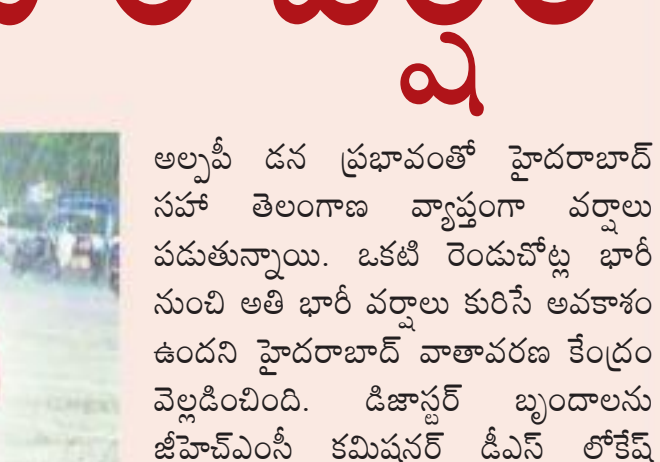 అల్పపీ డన ప్రభావంతో హైదరాబాద్
సహా తెలంగాణ వ్యాప్తంగా వర్షాలు
పడుతున్నాయి. ఒకటి రెండుచోట్ల భారీ
నుంచి అతి భారీ వర్షాలు కురిసే అవకాశం
ఉందని హైదరాబాద్ వాతావరణ కేంద్రం
వెల్లడించింది. డిజాస్టర్ బృందాలను
జీహెచ్ఎంసీ కమిషనర్ డీఎస్ లోకేష్